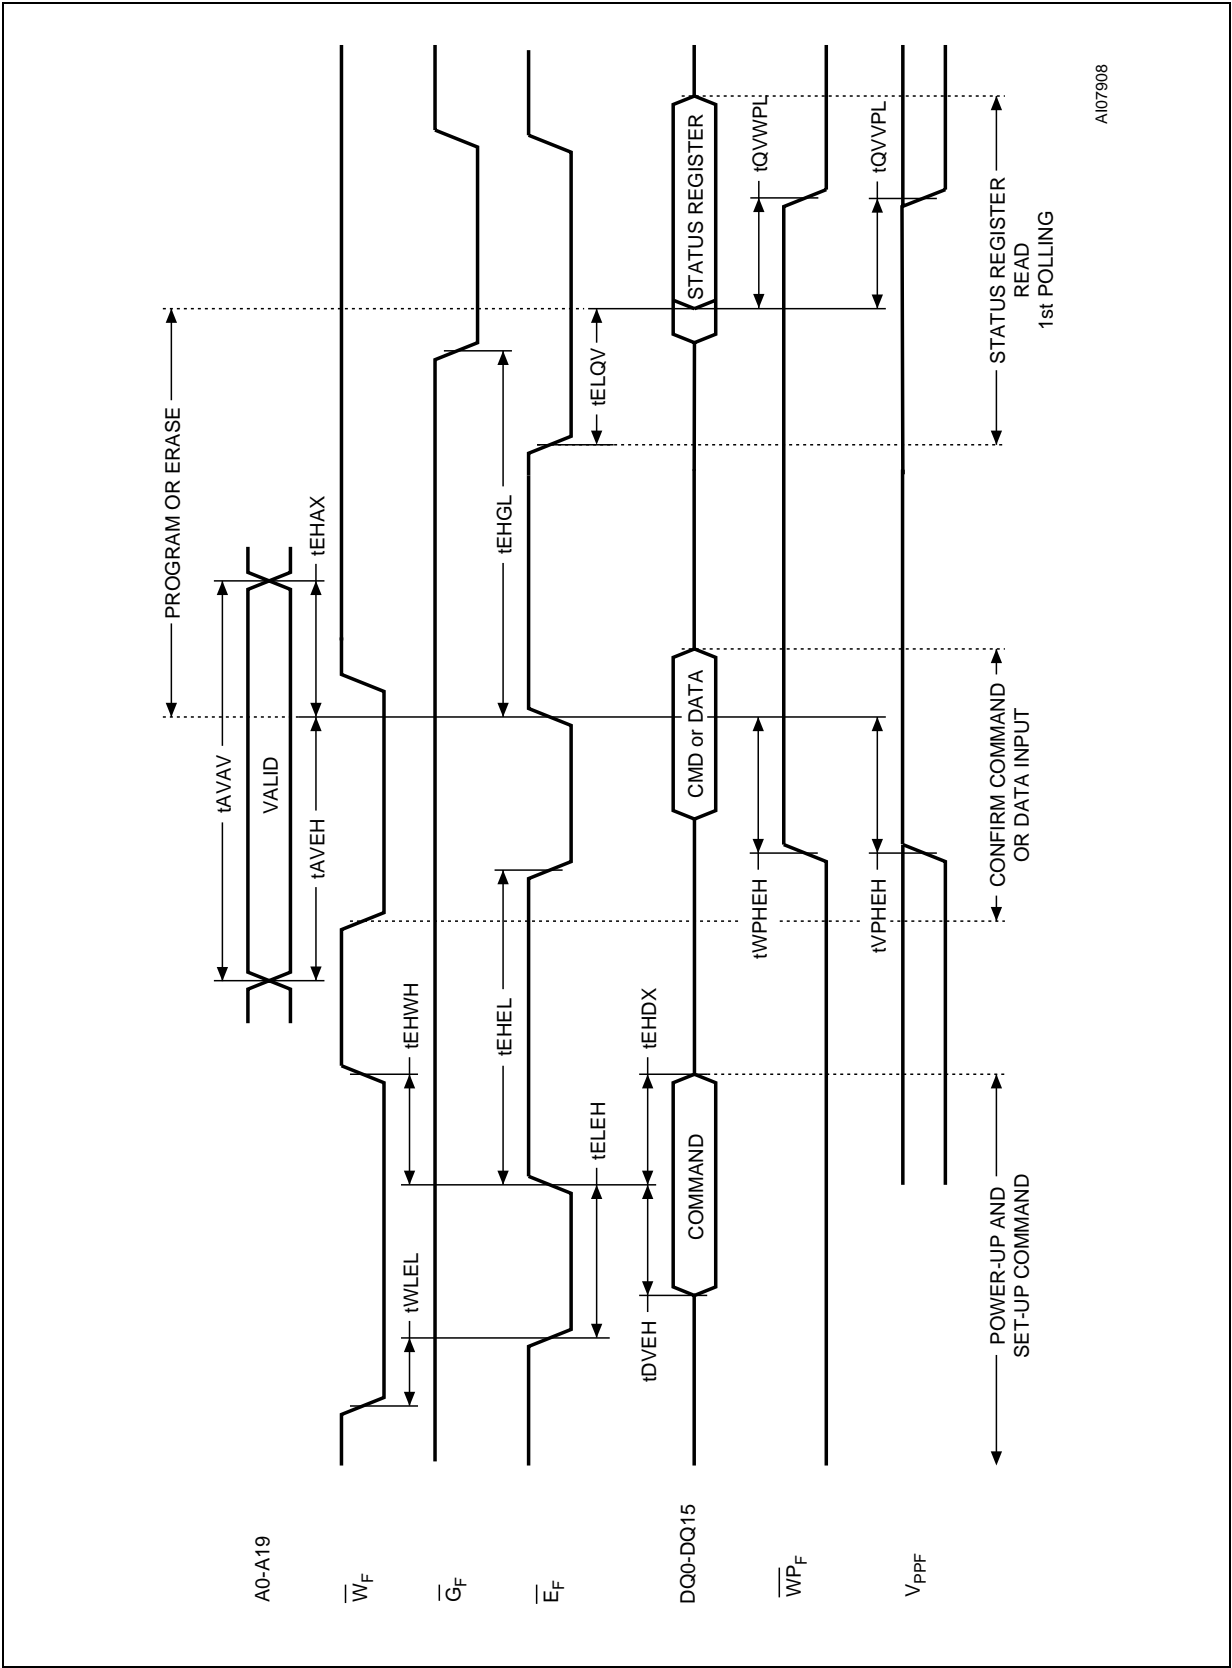 PROGRAM OR ERASE
tAVAV
A0-A19
VALID
tAVEH
tEHAX
WF
tWLEL
tEHWH
GF
tEHEL
tEHGL
EF
tELEH
tELQV
tDVEH
tEHDX
DQ0-DQ15
COMMAND
CMD or DATA
STATUS REGISTER
tWPHEH
tQVWPL
WPF
tVPHEH
tQVVPL
VPPF
POWER-UP AND
SET-UP COMMAND
CONFIRM COMMAND
OR DATA INPUT
STATUS REGISTER
READ
1st POLLING
AI07908